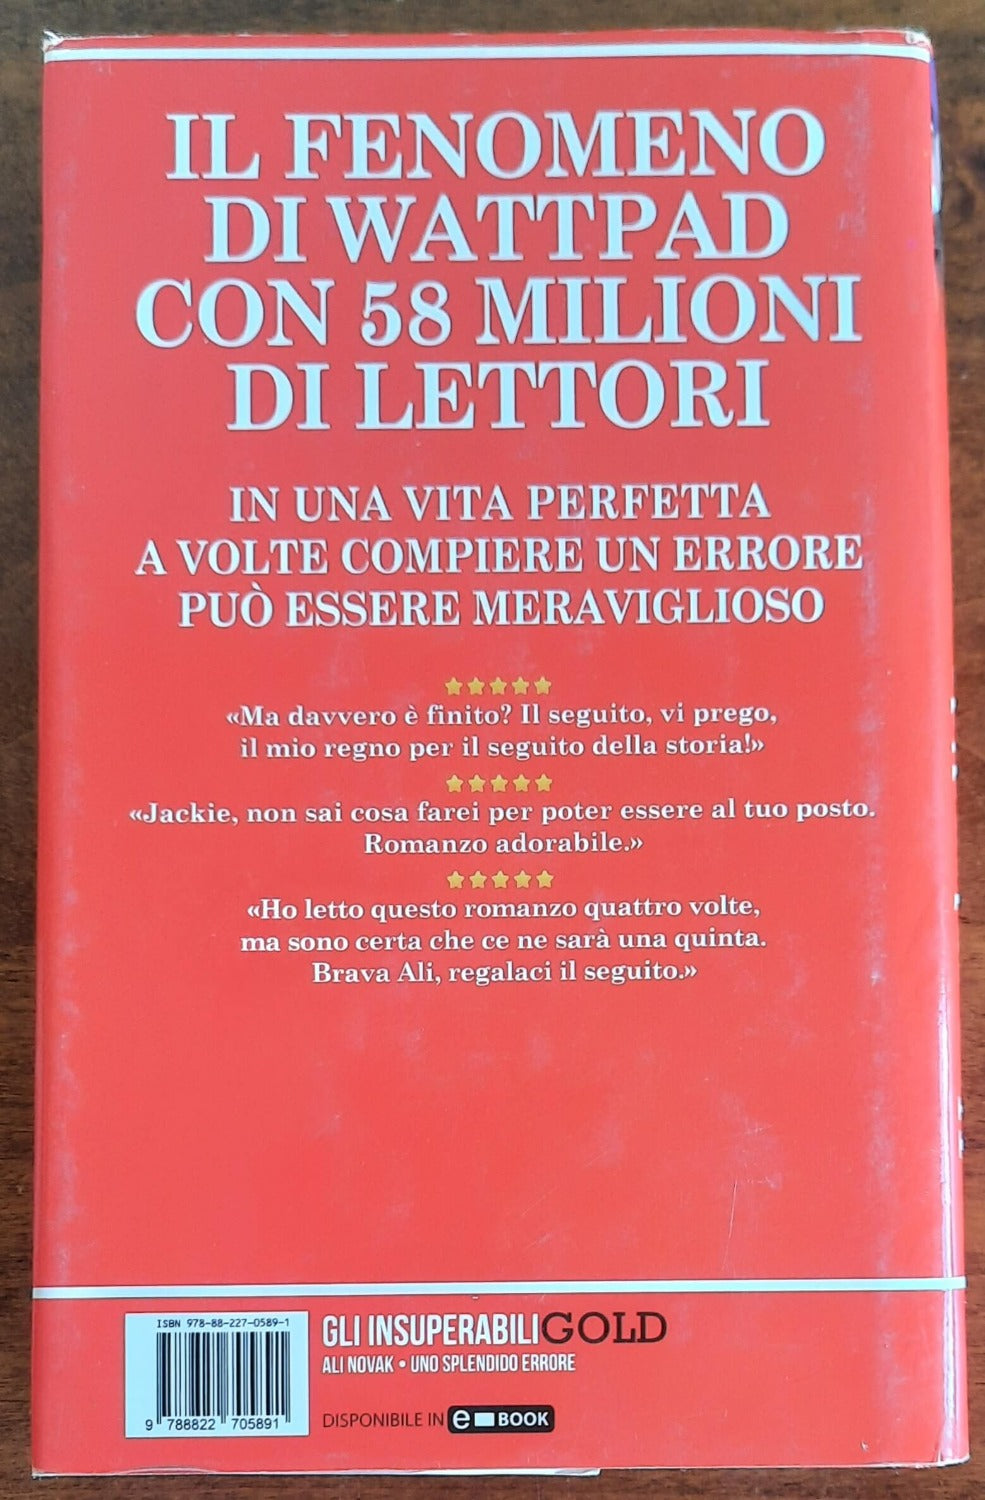 IL FENOMENO
DI WATTPAD
CON 58 MILIONI
DI LETTORI
IN UNA VITA PERFETTA
A VOLTE COMPIERE UN ERRORE
PUÒ ESSERE MERAVIGLIOSO
«Ma davvero è finito? Il seguito, vi prego,
il mio regno per il seguito della storia!»
«Jackie, non sai cosa farei per poter essere al tuo posto.
Romanzo adorabile.»
«Ho letto questo romanzo quattro volte,
ma sono certa che ce ne sarà una quinta.
Brava Ali, regalaci il seguito.»
ISBN 978-88-227-0589-1
9 788822 705891
GLI INSUPERABILI GOLD
ALI NOVAK • UNO SPLENDIDO ERRORE
DISPONIBILE IN e BOOK